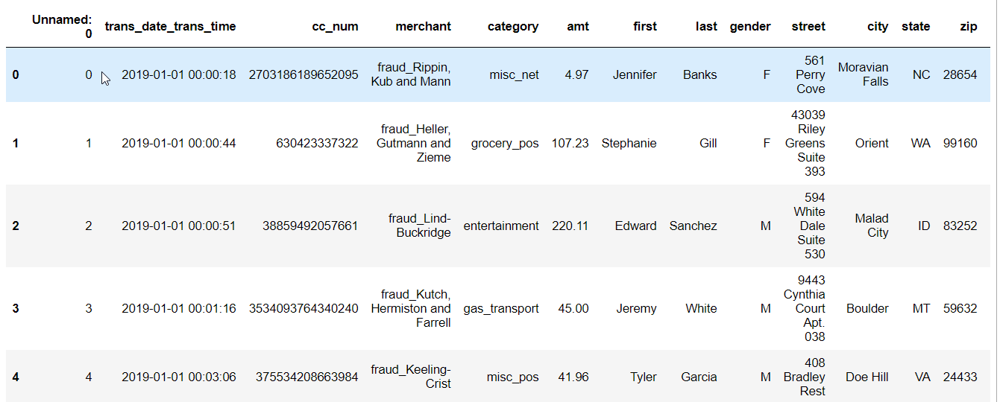 Unnamed: 0 trans_date_trans_time cc_num merchant category amt first last gender street city state zip
0 0 2019-01-01 00:00:18 2703186189652095 fraud_Rippin, Kub and Mann misc_net 4.97 Jennifer Banks F 561 Perry Cove Moravian Falls NC 28654
1 1 2019-01-01 00:00:44 630423337322 fraud_Heller, Gutmann and Zieme grocery_pos 107.23 Stephanie Gill F 43039 Riley Greens Suite 393 Orient WA 99160
2 2 2019-01-01 00:00:51 38859492057661 fraud_Lind-Buckridge entertainment 220.11 Edward Sanchez M 594 White Dale Suite 530 Malad City ID 83252
3 3 2019-01-01 00:01:16 3534093764340240 fraud_Kutch, Hermiston and Farrell gas_transport 45.00 Jeremy White M 9443 Cynthia Court Apt. 038 Boulder MT 59632
4 4 2019-01-01 00:03:06 375534208663984 fraud_Keeling-Crist misc_pos 41.96 Tyler Garcia M 408 Bradley Rest Doe Hill VA 24433